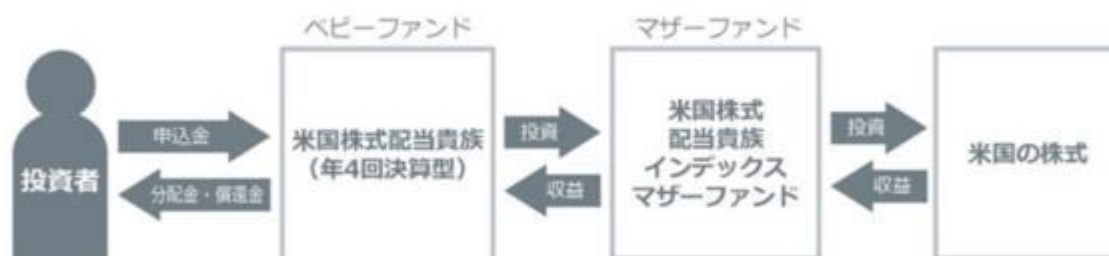 ベビーファンド
マザーファンド
投資者
申込金
分配金・償還金
米国株式配当貴族
（年4回決算型）
投資
収益
米国株式
配当貴族
インデックス
マザーファンド
投資
収益
米国の株式